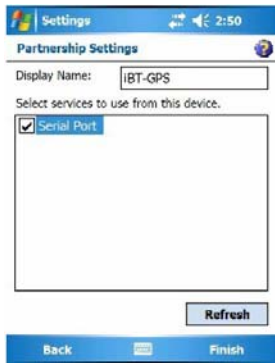 Settings 2:50
Partnership Settings
Display Name: iBT-GPS
Select services to use from this device.
Serial Port
Refresh
Back Finish